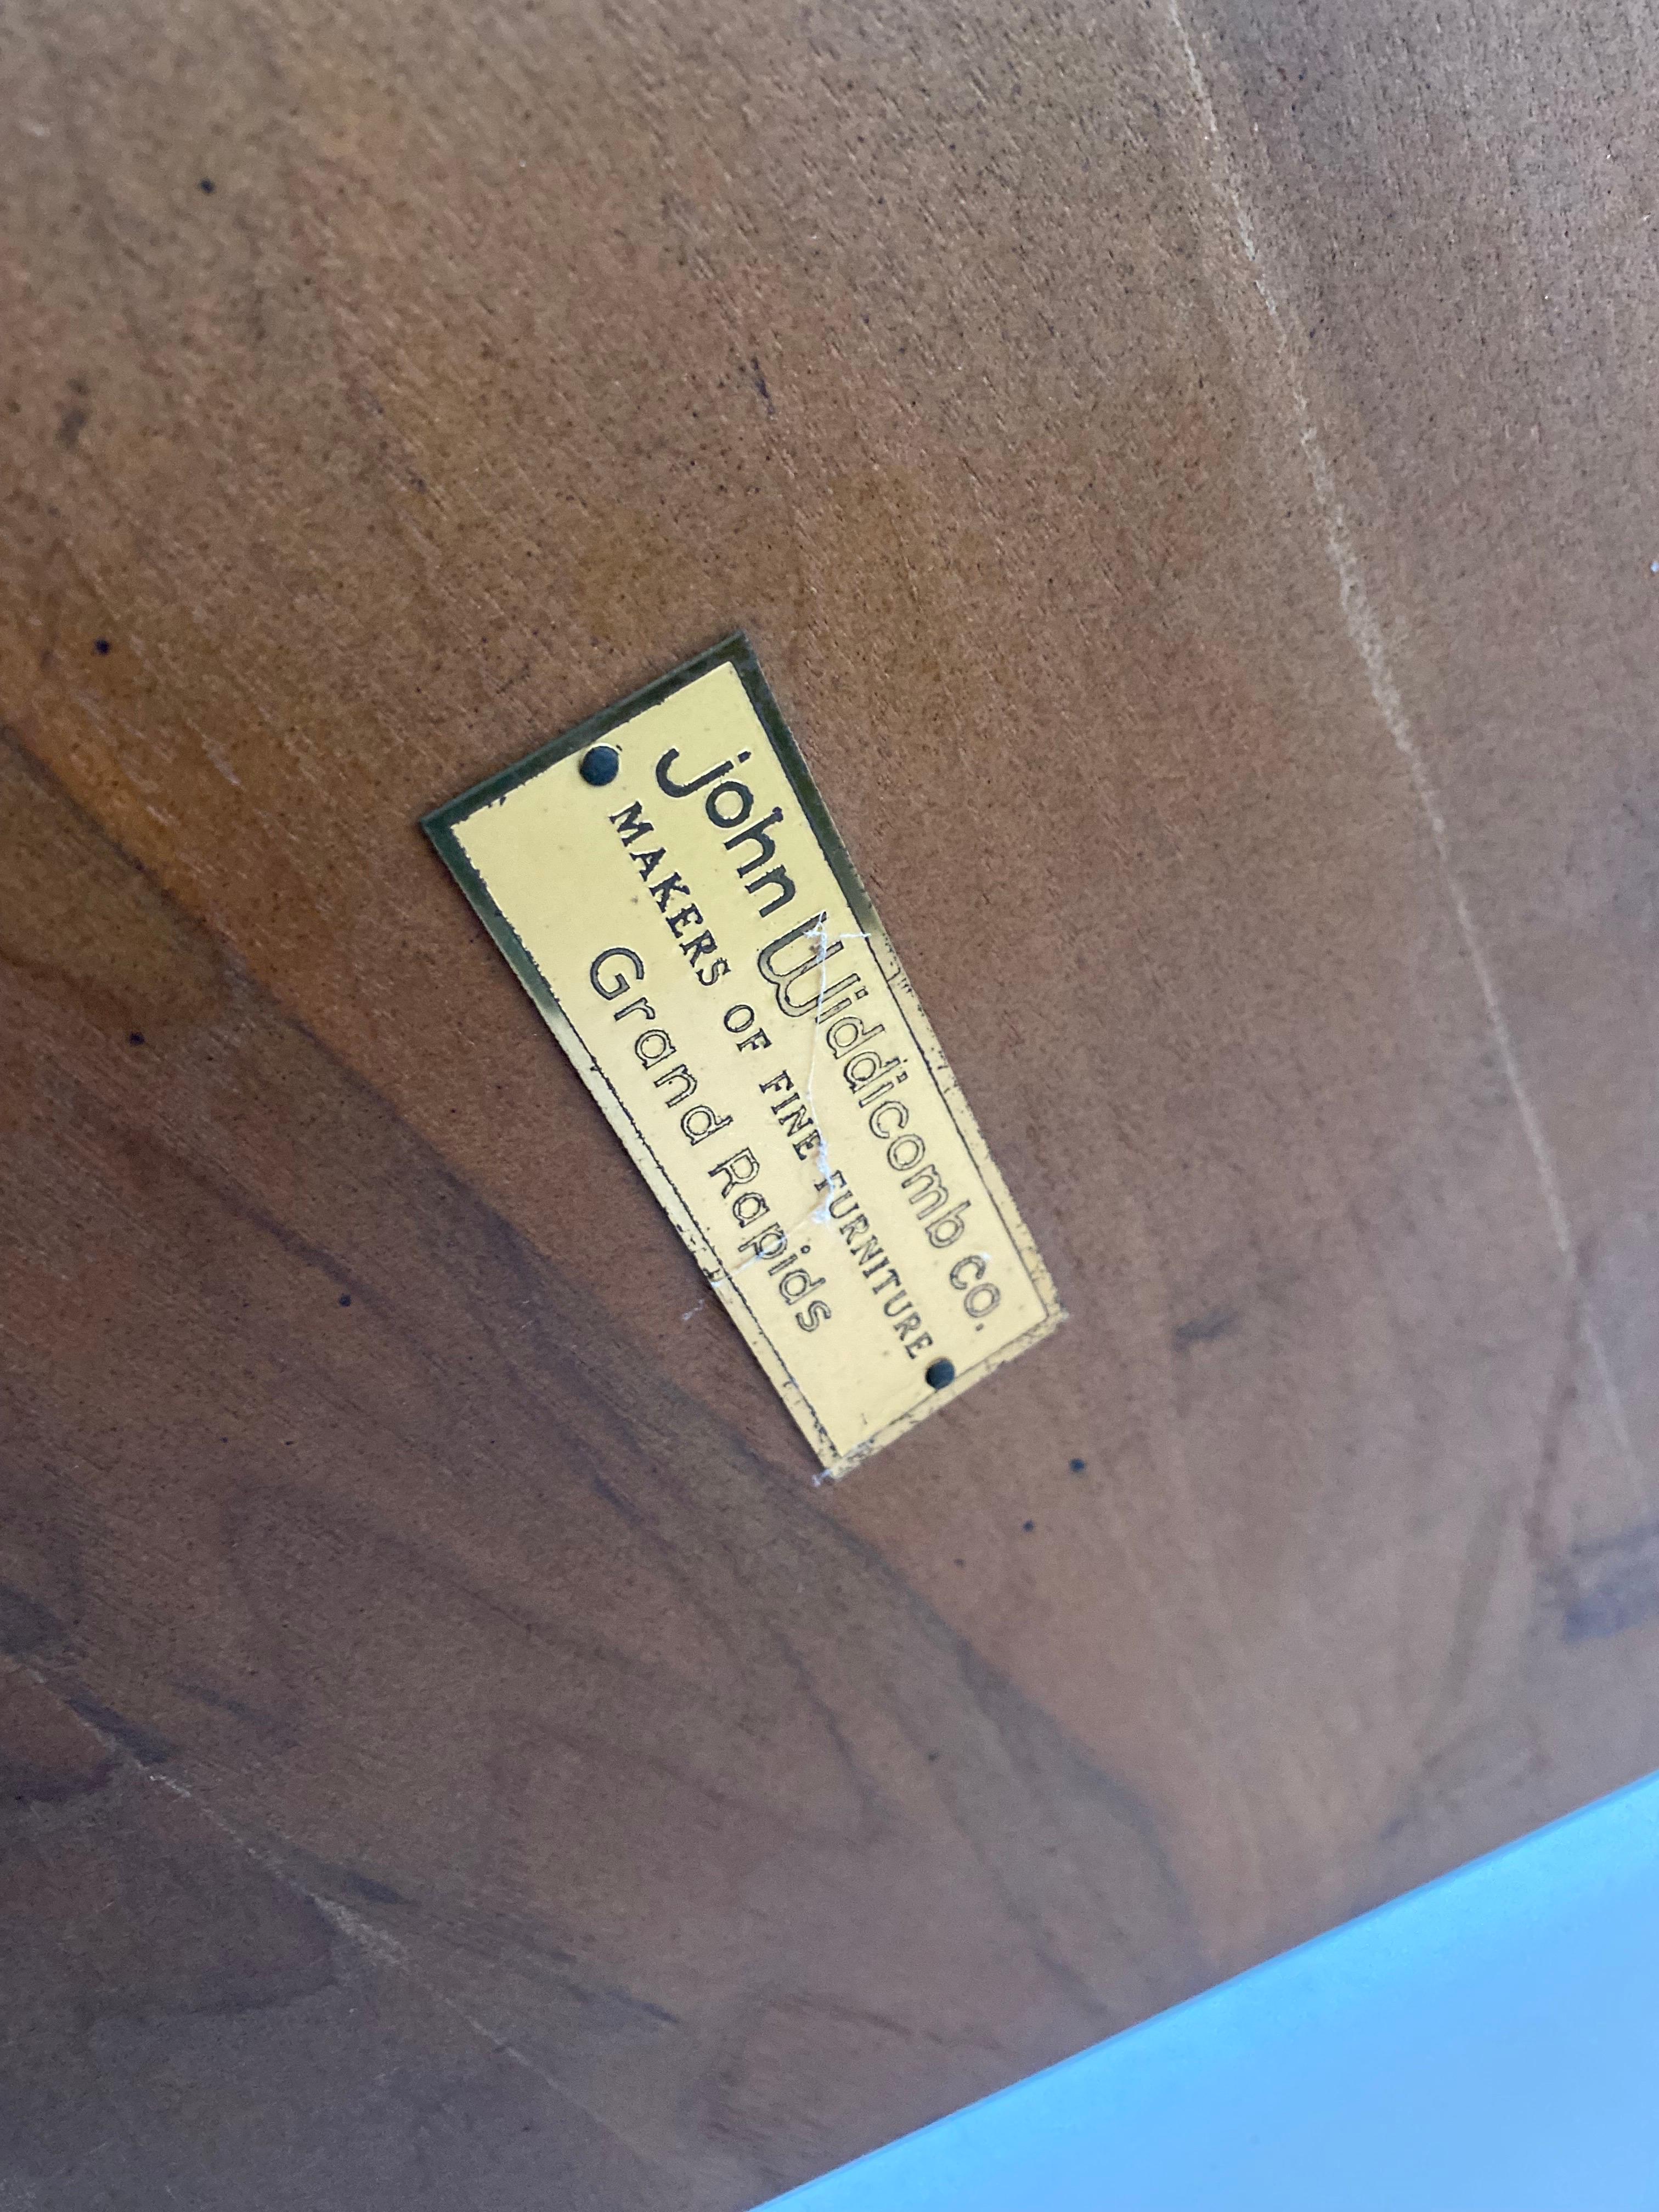 John Widdicomb CO.
MAKERS OF FINE FURNITURE
Grand Rapids